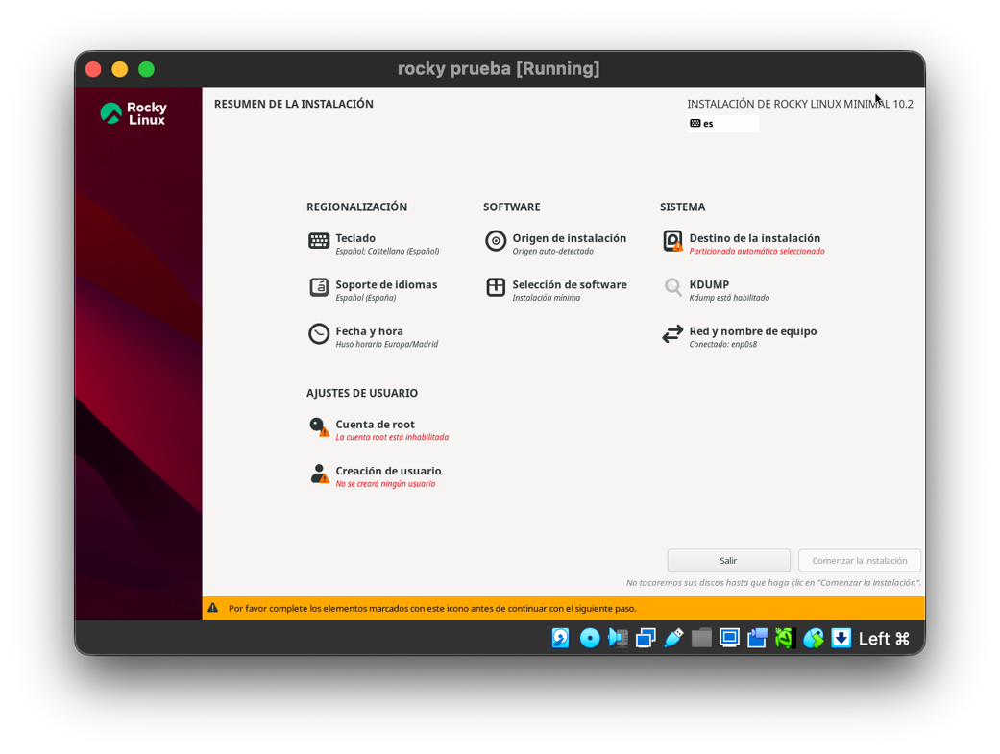 rocky prueba [Running]
Rocky
Linux
RESUMEN DE LA INSTALACIÓN
INSTALACIÓN DE ROCKY LINUX MINIMAL 10.2
es
REGIONALIZACIÓN
Teclado
Español; Castellano (Español)
Soporte de idiomas
Español (España)
Fecha y hora
Huso horario Europa/Madrid
SOFTWARE
Origen de instalación
Origen auto-detectado
Selección de software
Instalación mínima
SISTEMA
Destino de la instalación
Particionado automático seleccionado
KDUMP
Kdump está habilitado
Red y nombre de equipo
Conectado: enp0s8
AJUSTES DE USUARIO
Cuenta de root
La cuenta root está inhabilitada
Creación de usuario
No se creará ningún usuario
Salir
Comenzar la instalación
No tocaremos sus discos hasta que haga clic en "Comenzar la instalación".
Por favor complete los elementos marcados con este icono antes de continuar con el siguiente paso.
Left ⌘